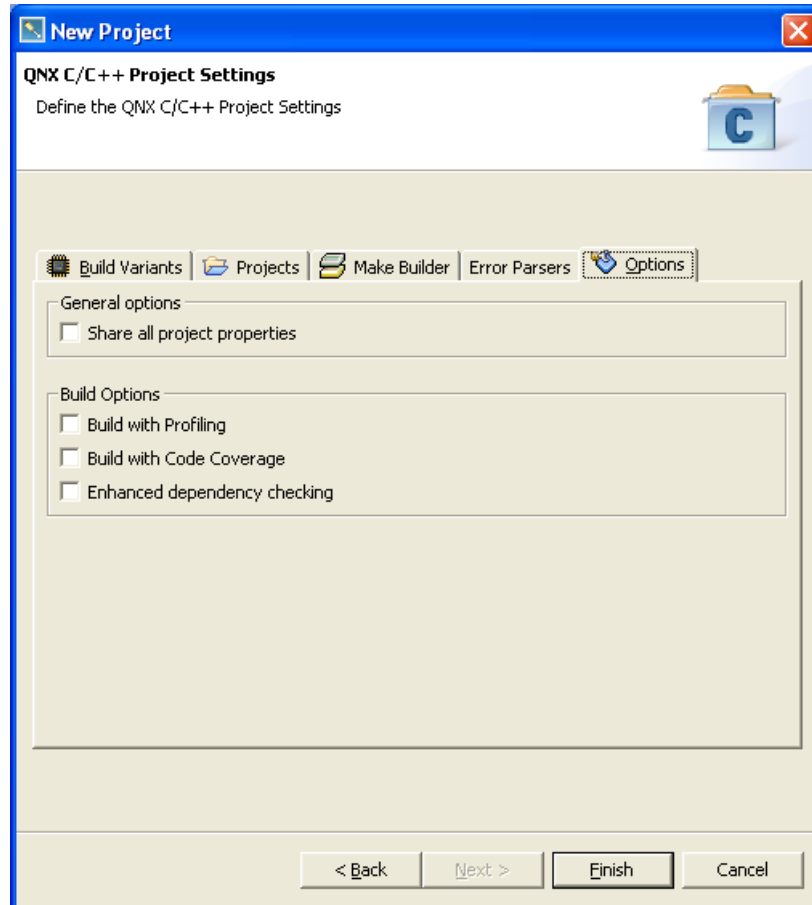 New Project
QNX C/C++ Project Settings
Define the QNX C/C++ Project Settings
C
Build Variants Projects Make Builder Error Parsers Options
General options
Share all project properties
Build Options
Build with Profiling
Build with Code Coverage
Enhanced dependency checking
< Back Next > Finish Cancel